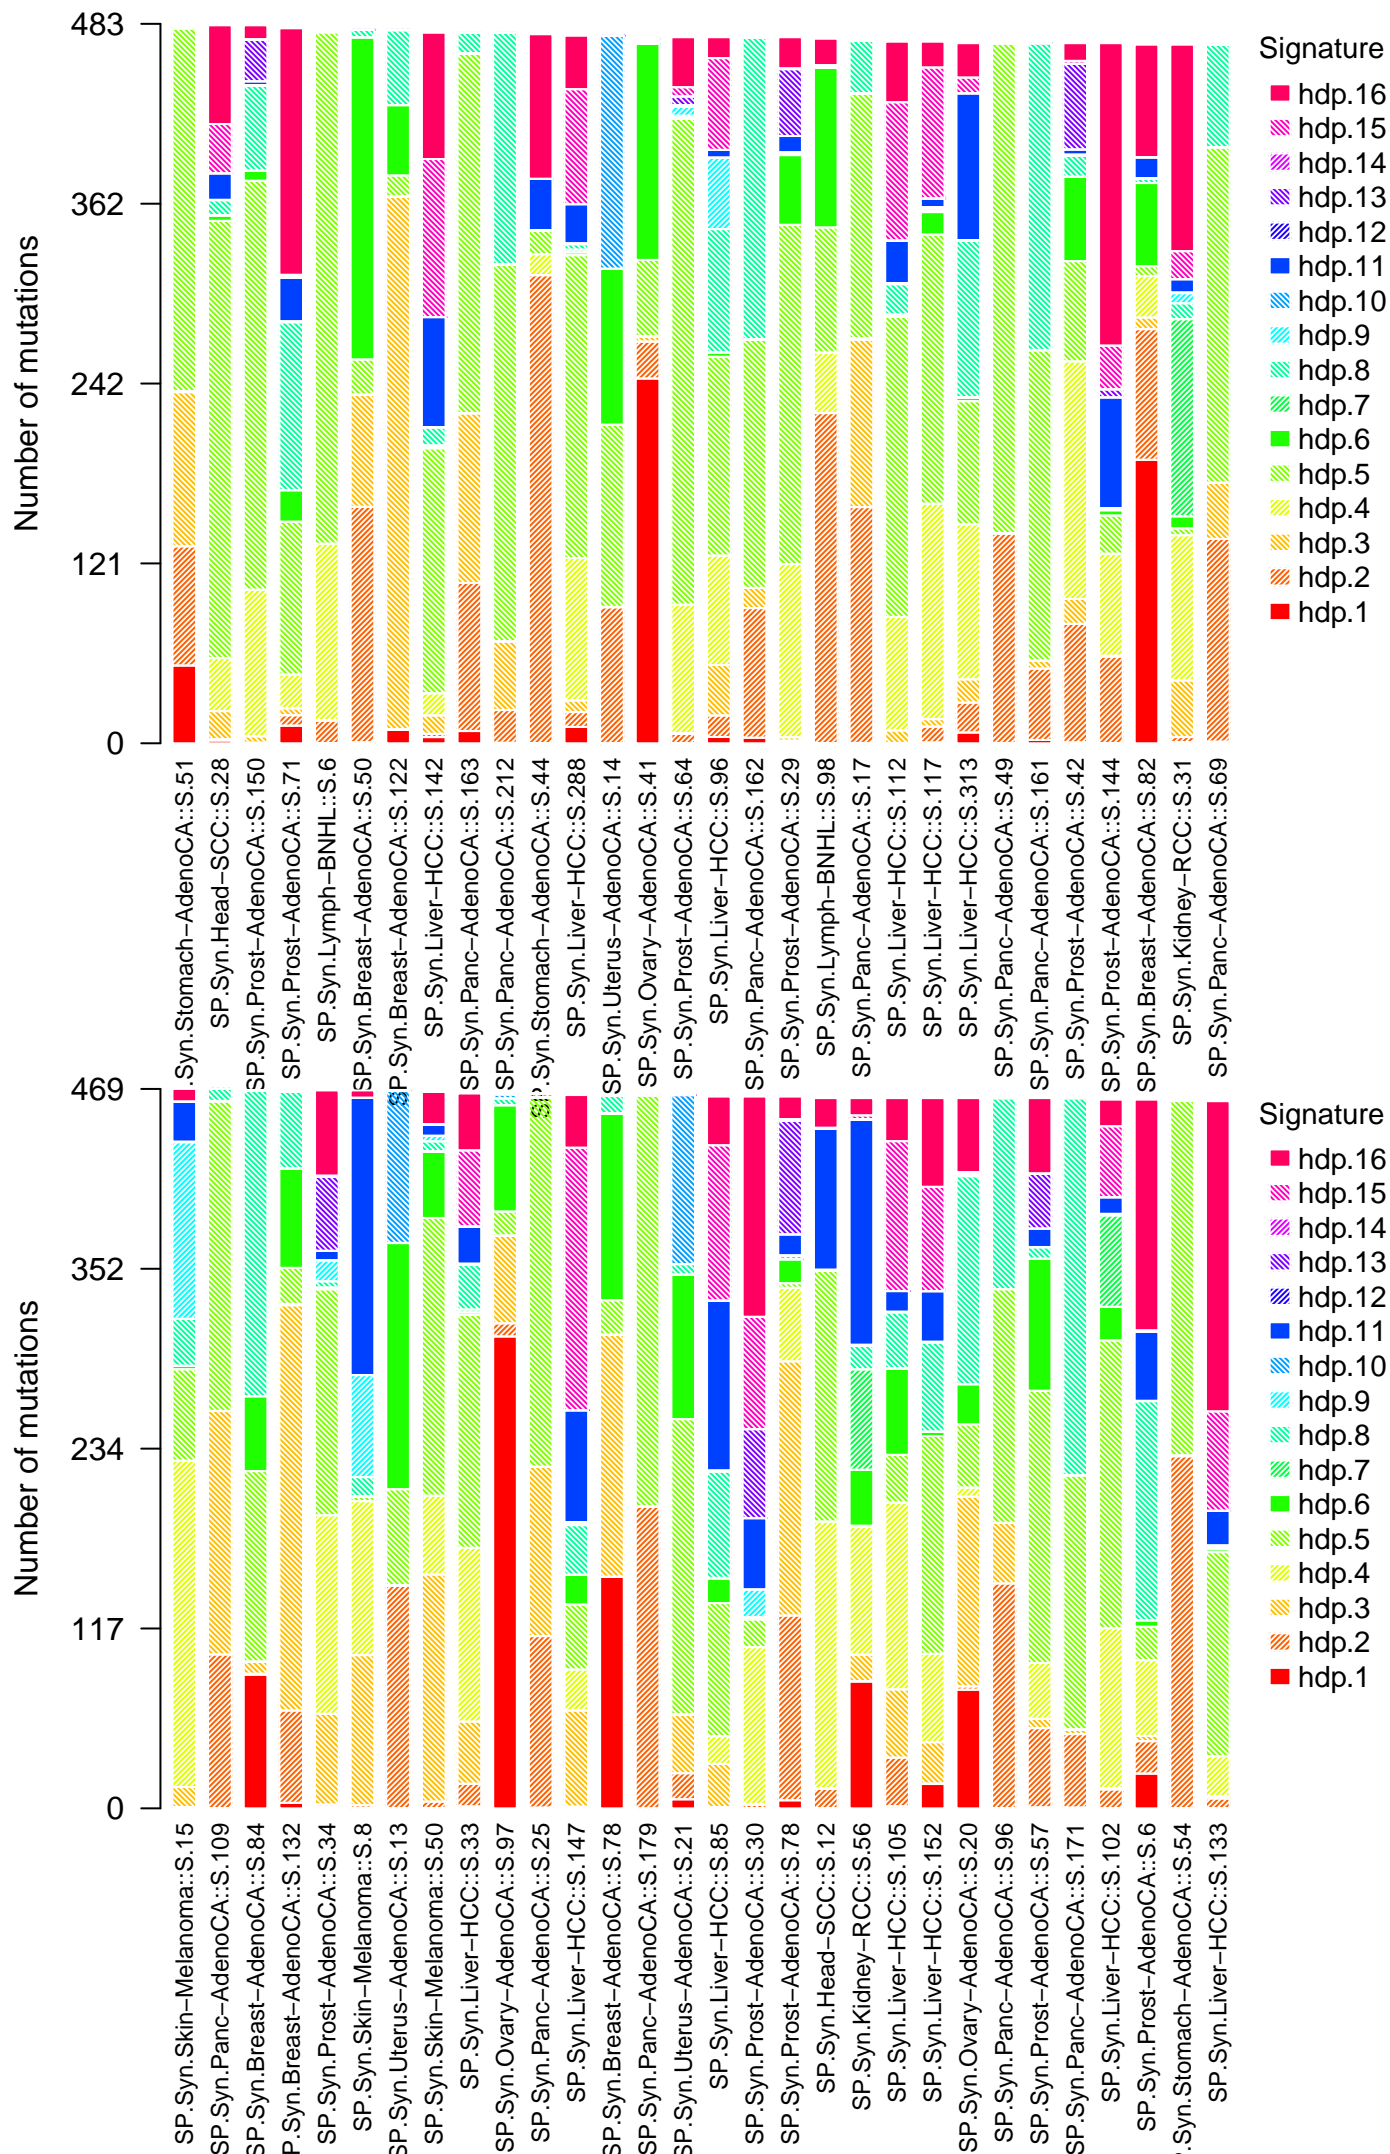 Number of mutations
483
362
242
121
0
Signature
hdp.16
hdp.15
hdp.14
hdp.13
hdp.12
hdp.11
hdp.10
hdp.9
hdp.8
hdp.7
hdp.6
hdp.5
hdp.4
hdp.3
hdp.2
hdp.1
.Syn.Stomach−AdenoCA::S.51
SP.Syn.Head−SCC::S.28
SP.Syn.Prost−AdenoCA::S.150
SP.Syn.Prost−AdenoCA::S.71
SP.Syn.Lymph−BNHL::S.6
SP.Syn.Breast−AdenoCA::S.50
SP.Syn.Breast−AdenoCA::S.122
SP.Syn.Liver−HCC::S.142
SP.Syn.Panc−AdenoCA::S.163
SP.Syn.Panc−AdenoCA::S.212
SP.Syn.Stomach−AdenoCA::S.44
SP.Syn.Liver−HCC::S.288
SP.Syn.Uterus−AdenoCA::S.14
SP.Syn.Ovary−AdenoCA::S.41
SP.Syn.Prost−AdenoCA::S.64
SP.Syn.Liver−HCC::S.96
SP.Syn.Panc−AdenoCA::S.162
SP.Syn.Prost−AdenoCA::S.29
SP.Syn.Lymph−BNHL::S.98
SP.Syn.Panc−AdenoCA::S.17
SP.Syn.Liver−HCC::S.112
SP.Syn.Liver−HCC::S.117
SP.Syn.Liver−HCC::S.313
SP.Syn.Panc−AdenoCA::S.49
SP.Syn.Panc−AdenoCA::S.161
SP.Syn.Panc−AdenoCA::S.42
SP.Syn.Prost−AdenoCA::S.144
SP.Syn.Breast−AdenoCA::S.82
SP.Syn.Kidney−RCC::S.31
SP.Syn.Panc−AdenoCA::S.69
Number of mutations
469
352
234
117
0
Signature
hdp.16
hdp.15
hdp.14
hdp.13
hdp.12
hdp.11
hdp.10
hdp.9
hdp.8
hdp.7
hdp.6
hdp.5
hdp.4
hdp.3
hdp.2
hdp.1
SP.Syn.Skin−Melanoma::S.15
SP.Syn.Panc−AdenoCA::S.109
SP.Syn.Breast−AdenoCA::S.84
P.Syn.Breast−AdenoCA::S.132
SP.Syn.Prost−AdenoCA::S.34
SP.Syn.Skin−Melanoma::S.8
SP.Syn.Uterus−AdenoCA::S.13
SP.Syn.Skin−Melanoma::S.50
SP.Syn.Liver−HCC::S.33
SP.Syn.Ovary−AdenoCA::S.97
SP.Syn.Panc−AdenoCA::S.25
SP.Syn.Liver−HCC::S.147
SP.Syn.Breast−AdenoCA::S.78
SP.Syn.Panc−AdenoCA::S.179
SP.Syn.Uterus−AdenoCA::S.21
SP.Syn.Liver−HCC::S.85
SP.Syn.Prost−AdenoCA::S.30
SP.Syn.Prost−AdenoCA::S.78
SP.Syn.Head−SCC::S.12
SP.Syn.Kidney−RCC::S.56
SP.Syn.Liver−HCC::S.105
SP.Syn.Liver−HCC::S.152
SP.Syn.Ovary−AdenoCA::S.20
SP.Syn.Panc−AdenoCA::S.96
SP.Syn.Prost−AdenoCA::S.57
SP.Syn.Panc−AdenoCA::S.171
SP.Syn.Liver−HCC::S.102
SP.Syn.Prost−AdenoCA::S.6
.Syn.Stomach−AdenoCA::S.54
SP.Syn.Liver−HCC::S.133